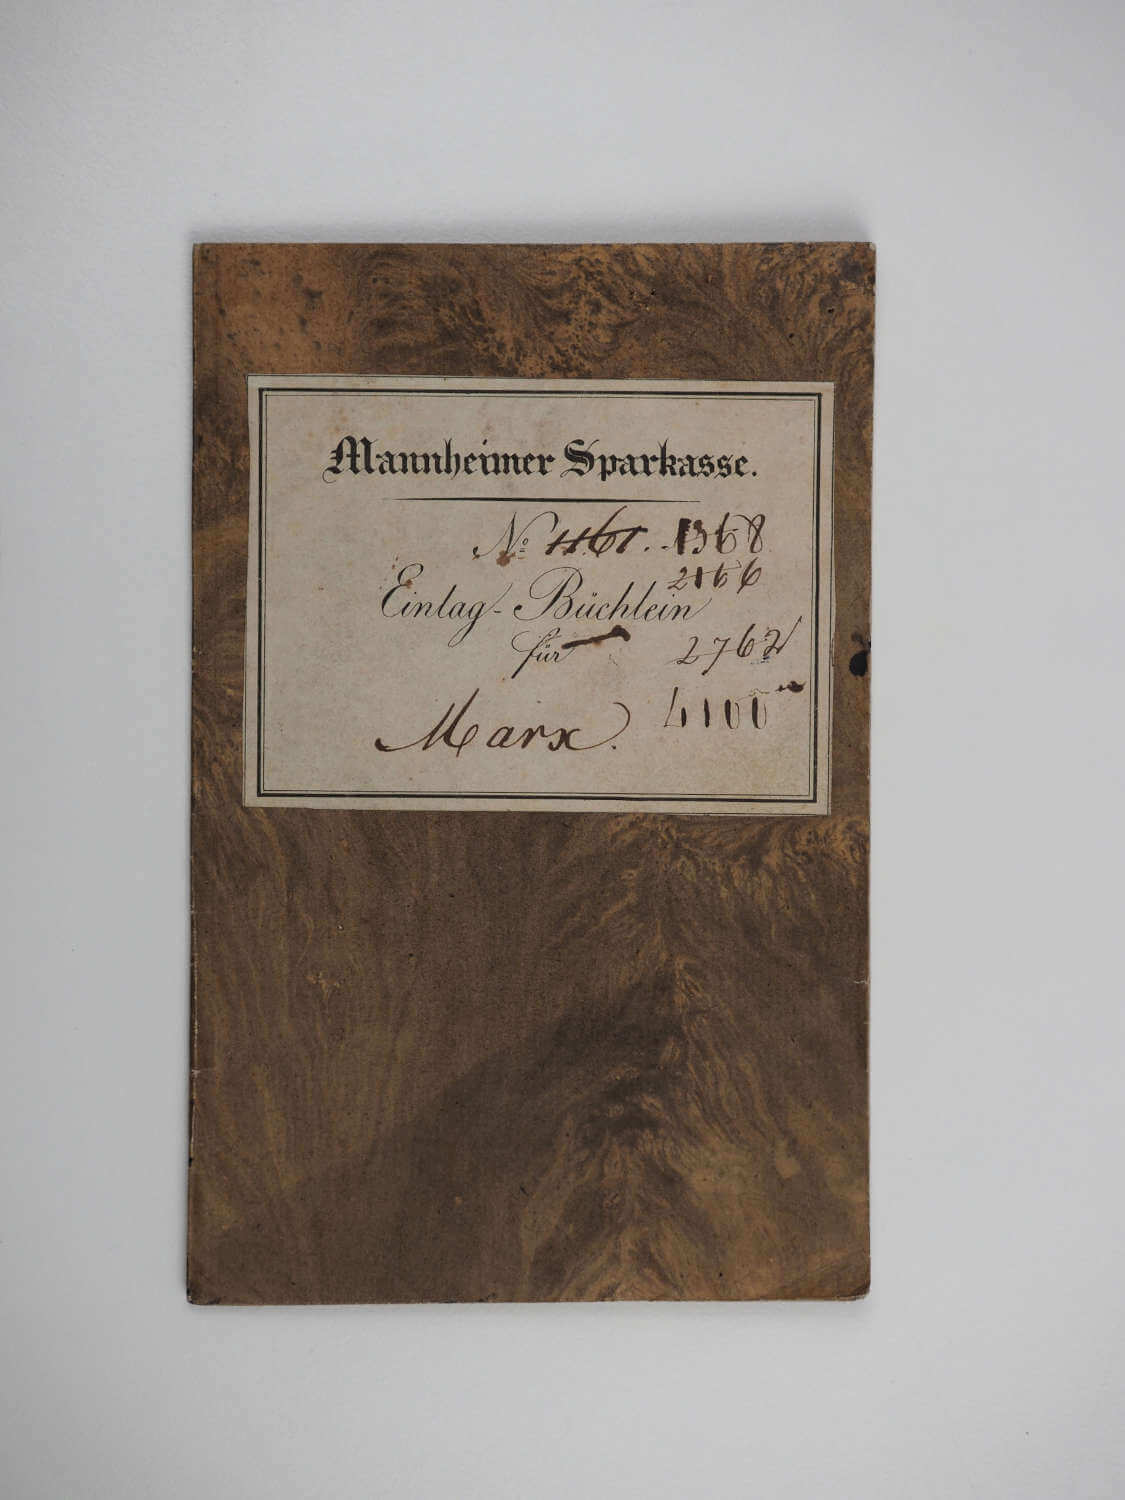 Mannheimer Sparkasse.
No 1161. 1368
2166
Einlag-Büchlein
für 2762
Marx. 4100